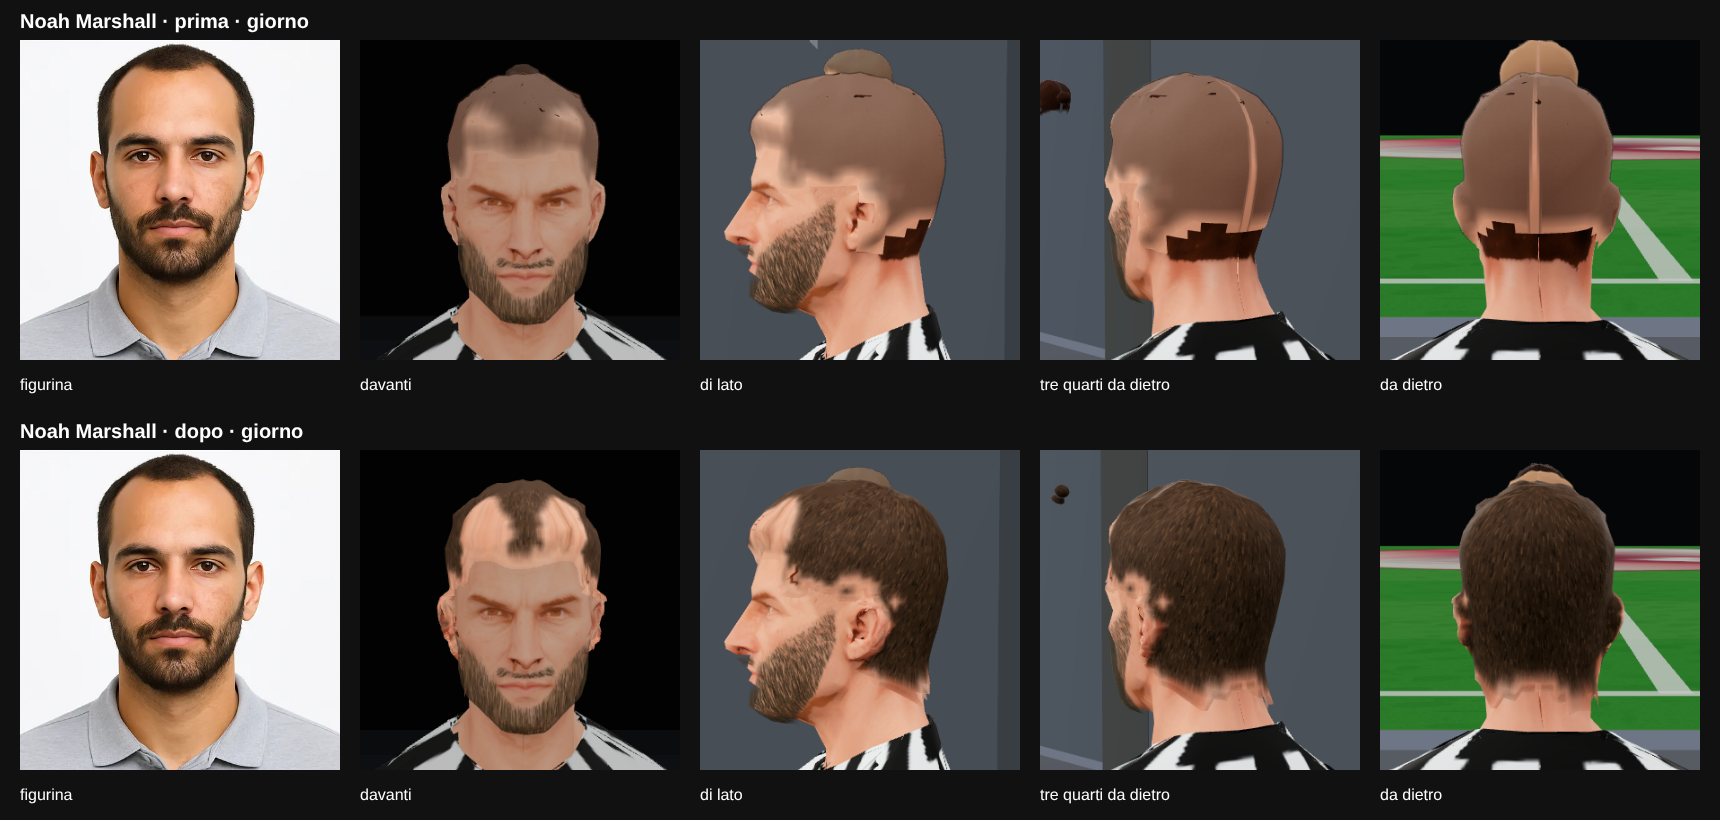 Noah Marshall · prima · giorno
figurina
davanti
di lato
tre quarti da dietro
da dietro
Noah Marshall · dopo · giorno
figurina
davanti
di lato
tre quarti da dietro
da dietro